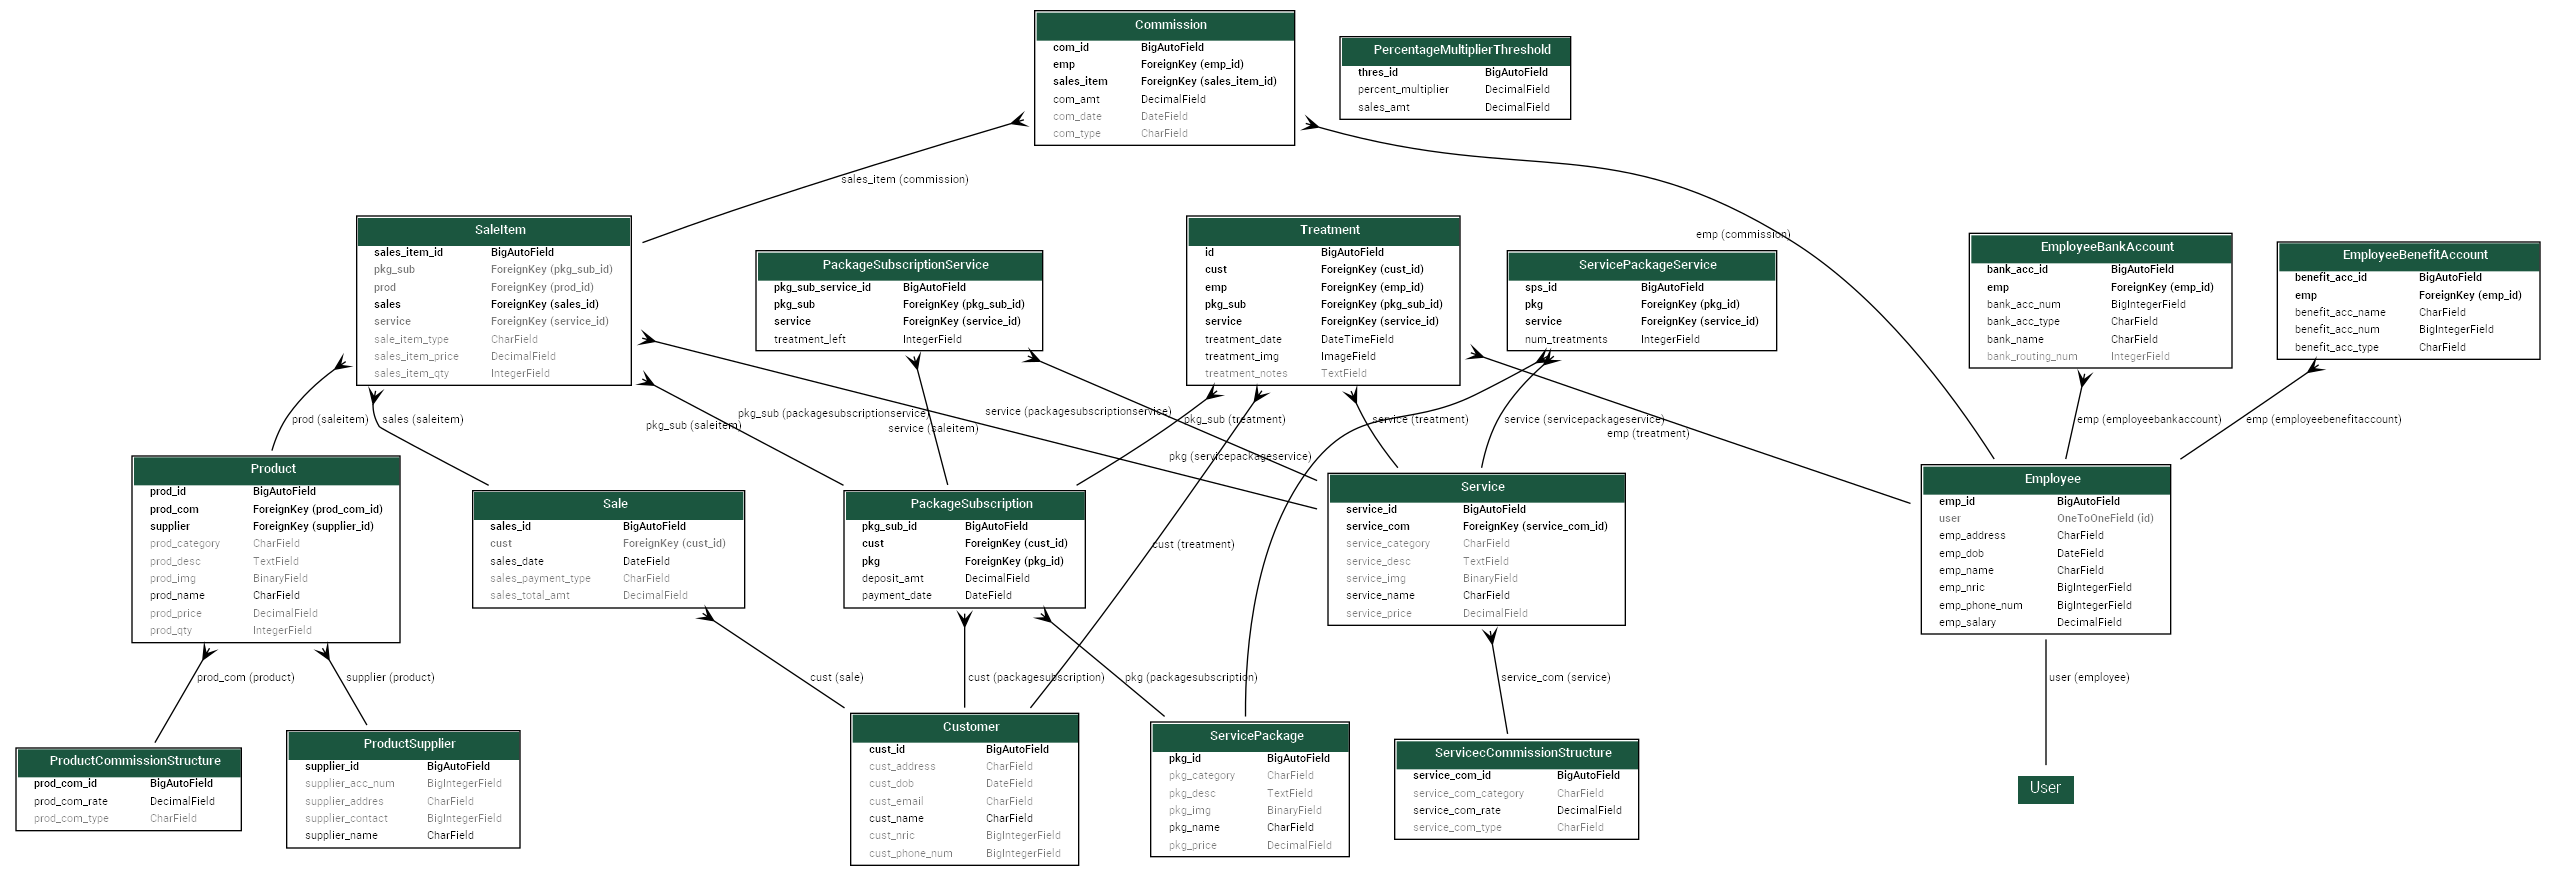 Commission
com_id BigAutoField
emp ForeignKey (emp_id)
sales_item ForeignKey (sales_item_id)
com_amt DecimalField
com_date DateField
com_type CharField
PercentageMultiplierThreshold
thres_id BigAutoField
percent_multiplier DecimalField
sales_amt DecimalField
sales_item (commission)
emp (commission)
SaleItem
sales_item_id BigAutoField
pkg_sub ForeignKey (pkg_sub_id)
prod ForeignKey (prod_id)
sales ForeignKey (sales_id)
service ForeignKey (service_id)
sale_item_type CharField
sales_item_price DecimalField
sales_item_qty IntegerField
PackageSubscriptionService
pkg_sub_service_id BigAutoField
pkg_sub ForeignKey (pkg_sub_id)
service ForeignKey (service_id)
treatment_left IntegerField
Treatment
id BigAutoField
cust ForeignKey (cust_id)
emp ForeignKey (emp_id)
pkg_sub ForeignKey (pkg_sub_id)
service ForeignKey (service_id)
treatment_date DateTimeField
treatment_img ImageField
treatment_notes TextField
ServicePackageService
sps_id BigAutoField
pkg ForeignKey (pkg_id)
service ForeignKey (service_id)
num_treatments IntegerField
EmployeeBankAccount
bank_acc_id BigAutoField
emp ForeignKey (emp_id)
bank_acc_num BigIntegerField
bank_acc_type CharField
bank_name CharField
bank_routing_num IntegerField
EmployeeBenefitAccount
benefit_acc_id BigAutoField
emp ForeignKey (emp_id)
benefit_acc_name CharField
benefit_acc_num BigIntegerField
benefit_acc_type CharField
prod (saleitem)
sales (saleitem)
pkg_sub (saleitem)
pkg_sub (packagesubscriptionservice)
service (saleitem)
service (packagesubscriptionservice)
pkg_sub (treatment)
service (treatment)
service (servicepackageservice)
emp (treatment)
pkg (servicepackageservice)
emp (employeebankaccount)
emp (employeebenefitaccount)
Product
prod_id BigAutoField
prod_com ForeignKey (prod_com_id)
supplier ForeignKey (supplier_id)
prod_category CharField
prod_desc TextField
prod_img BinaryField
prod_name CharField
prod_price DecimalField
prod_qty IntegerField
Sale
sales_id BigAutoField
cust ForeignKey (cust_id)
sales_date DateField
sales_payment_type CharField
sales_total_amt DecimalField
PackageSubscription
pkg_sub_id BigAutoField
cust ForeignKey (cust_id)
pkg ForeignKey (pkg_id)
deposit_amt DecimalField
payment_date DateField
cust (treatment)
Service
service_id BigAutoField
service_com ForeignKey (service_com_id)
service_category CharField
service_desc TextField
service_img BinaryField
service_name CharField
service_price DecimalField
Employee
emp_id BigAutoField
user OneToOneField (id)
emp_address CharField
emp_dob DateField
emp_name CharField
emp_nric BigIntegerField
emp_phone_num BigIntegerField
emp_salary DecimalField
prod_com (product)
supplier (product)
cust (sale)
cust (packagesubscription)
pkg (packagesubscription)
service_com (service)
user (employee)
ProductCommissionStructure
prod_com_id BigAutoField
prod_com_rate DecimalField
prod_com_type CharField
ProductSupplier
supplier_id BigAutoField
supplier_acc_num BigIntegerField
supplier_addres CharField
supplier_contact BigIntegerField
supplier_name CharField
Customer
cust_id BigAutoField
cust_address CharField
cust_dob DateField
cust_email CharField
cust_name CharField
cust_nric BigIntegerField
cust_phone_num BigIntegerField
ServicePackage
pkg_id BigAutoField
pkg_category CharField
pkg_desc TextField
pkg_img BinaryField
pkg_name CharField
pkg_price DecimalField
ServicecCommissionStructure
service_com_id BigAutoField
service_com_category CharField
service_com_rate DecimalField
service_com_type CharField
User